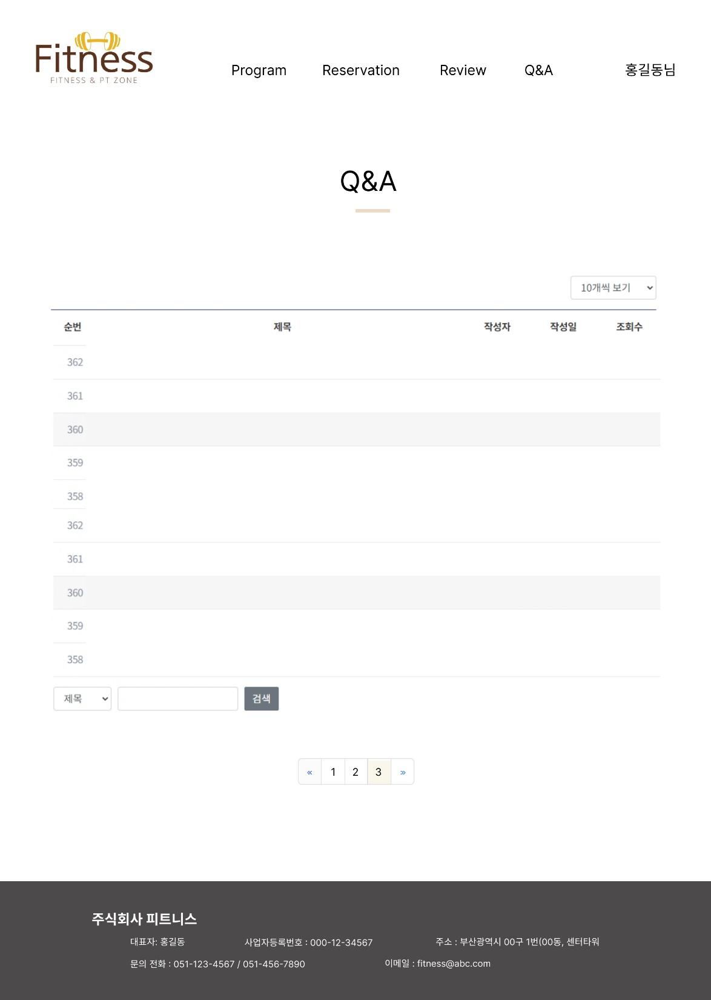 Fitness
FITNESS & PT ZONE
Program Reservation Review Q&A 홍길동님
Q&A
10개씩 보기
순번 제목 작성자 작성일 조회수
362
361
360
359
358
362
361
360
359
358
제목 검색
« 1 2 3 »
주식회사 피트니스
대표자: 홍길동 사업자등록번호 : 000-12-34567 주소 : 부산광역시 00구 1번(00동, 센터타워
문의 전화 : 051-123-4567 / 051-456-7890 이메일 : fitness@abc.com